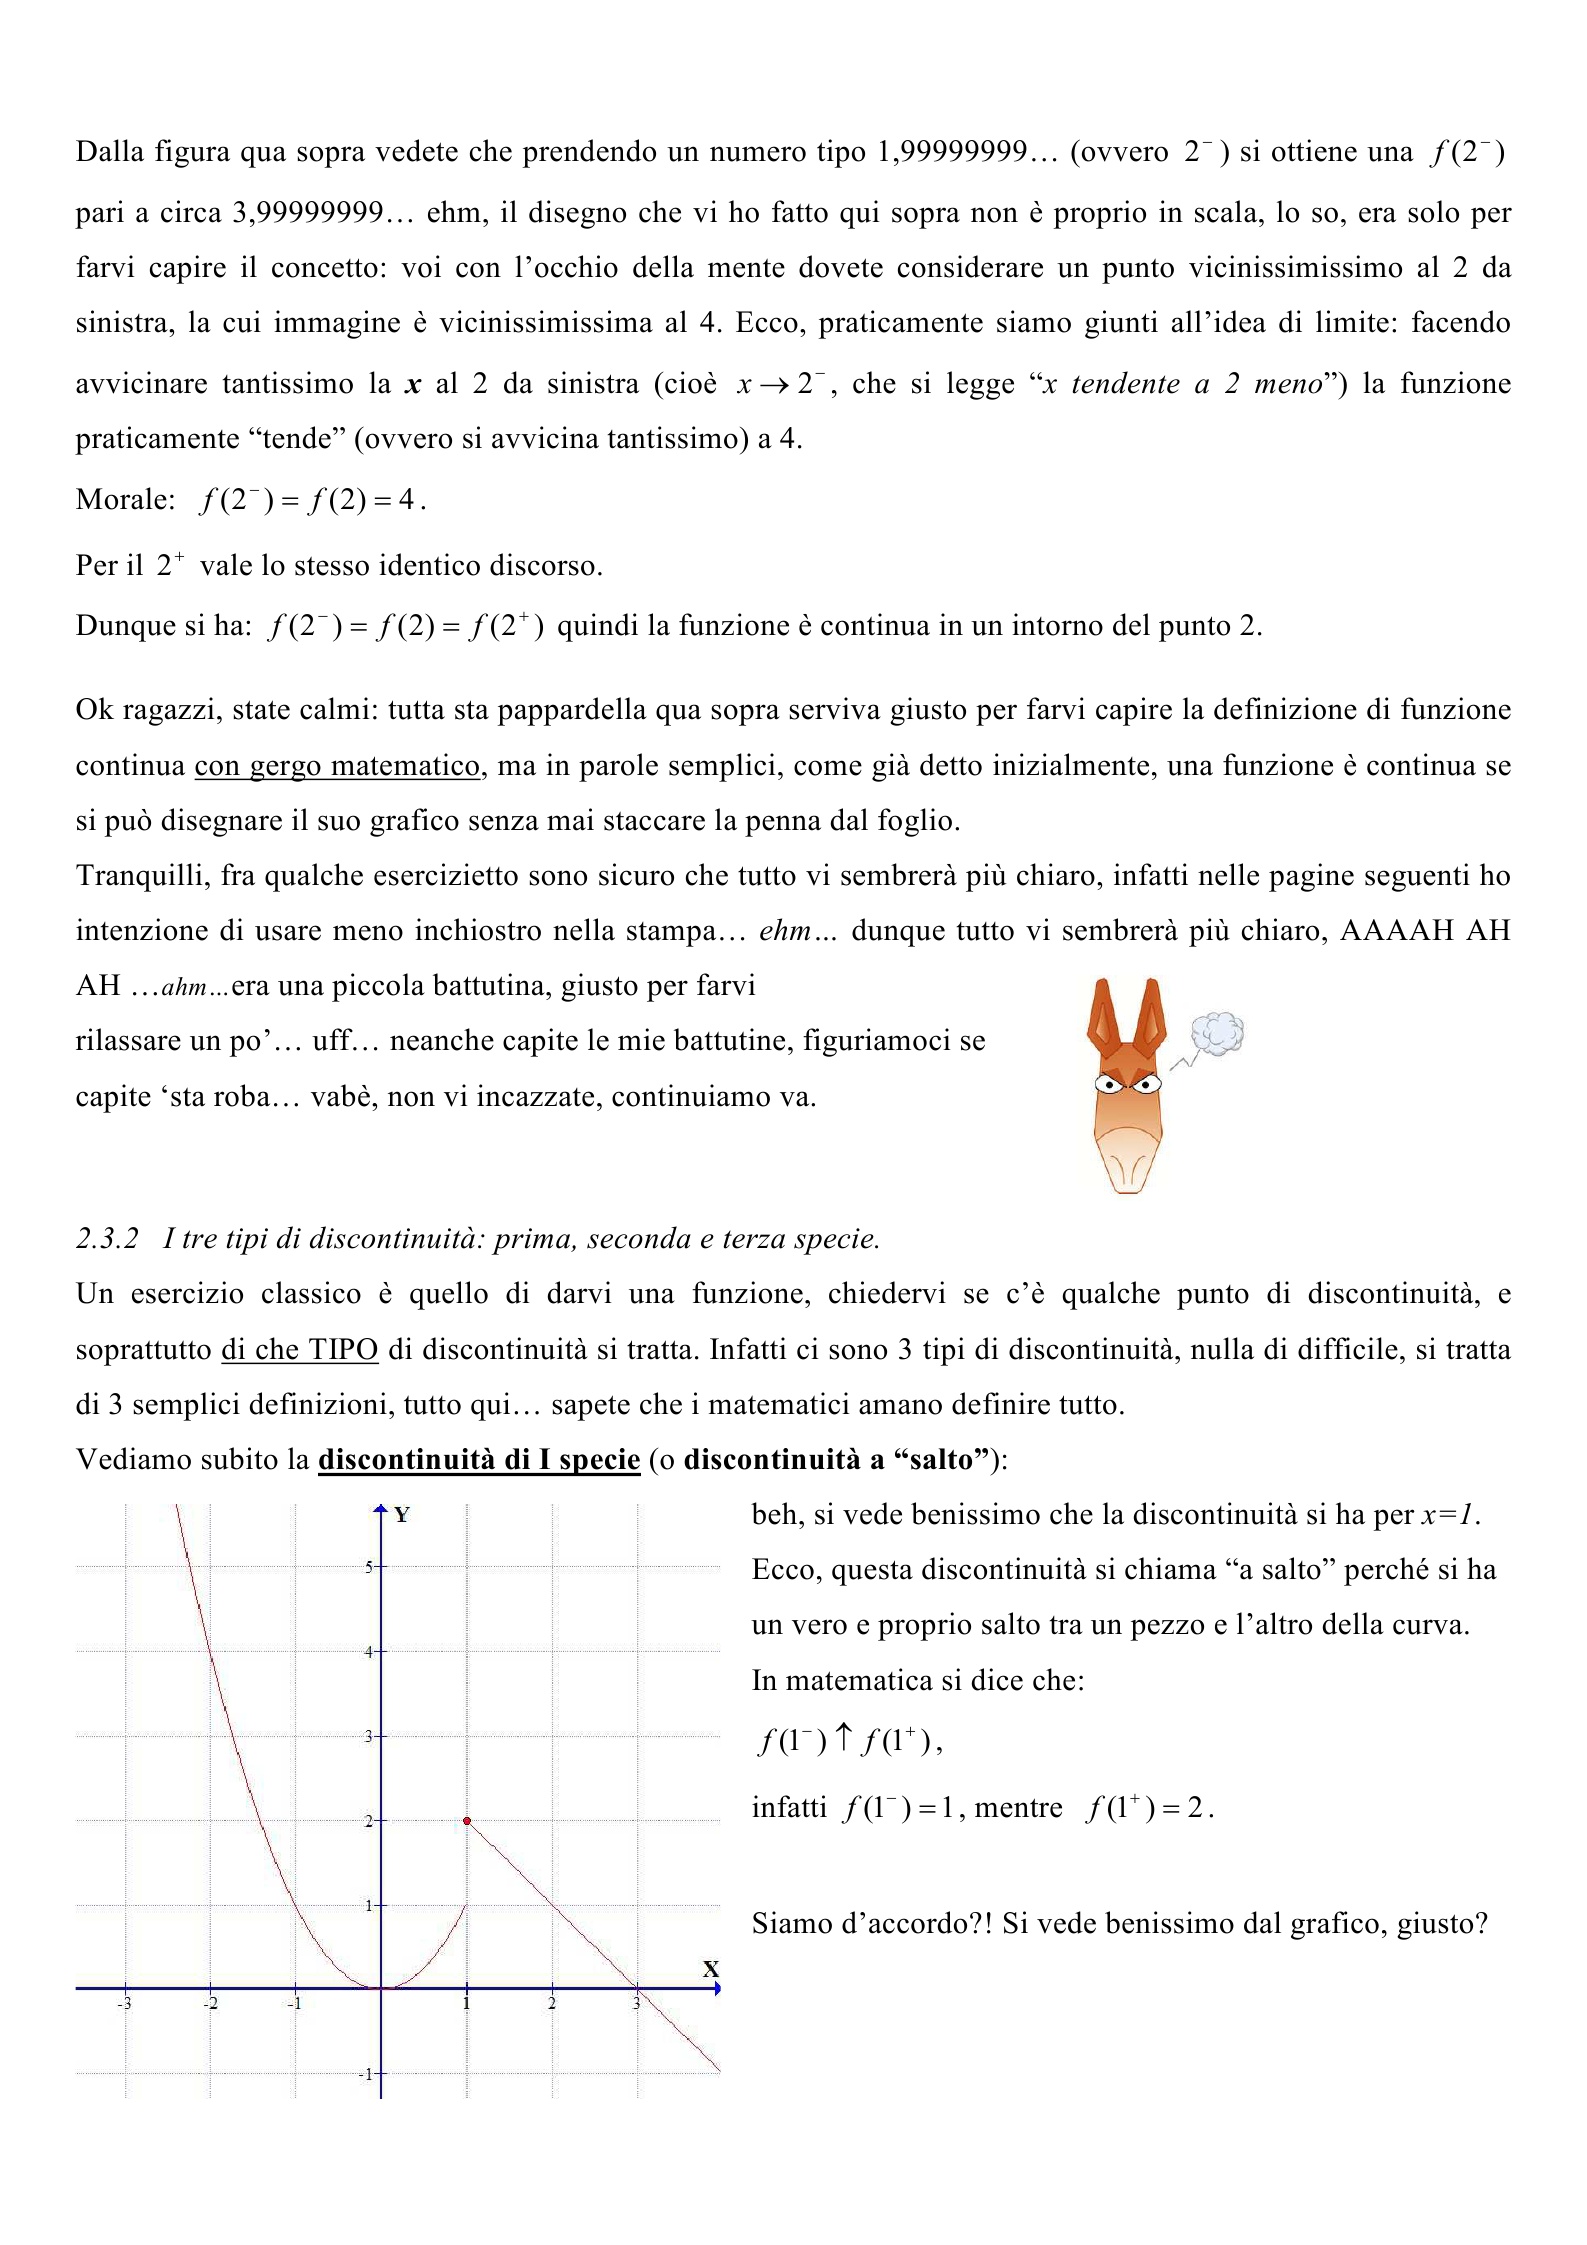 Dalla figura qua sopra vedete che prendendo un numero tipo 1,99999999… (ovvero 2⁻) si ottiene una f(2⁻)
pari a circa 3,99999999… ehm, il disegno che vi ho fatto qui sopra non è proprio in scala, lo so, era solo per
farvi capire il concetto: voi con l’occhio della mente dovete considerare un punto vicinissimissimo al 2 da
sinistra, la cui immagine è vicinissimissima al 4. Ecco, praticamente siamo giunti all’idea di limite: facendo
avvicinare tantissimo la x al 2 da sinistra (cioè x → 2⁻, che si legge “x tendente a 2 meno”) la funzione
praticamente “tende” (ovvero si avvicina tantissimo) a 4.
Morale: f(2⁻) = f(2) = 4.
Per il 2⁺ vale lo stesso identico discorso.
Dunque si ha: f(2⁻) = f(2) = f(2⁺) quindi la funzione è continua in un intorno del punto 2.
Ok ragazzi, state calmi: tutta sta pappardella qua sopra serviva giusto per farvi capire la definizione di funzione
continua con gergo matematico, ma in parole semplici, come già detto inizialmente, una funzione è continua se
si può disegnare il suo grafico senza mai staccare la penna dal foglio.
Tranquilli, fra qualche esercizietto sono sicuro che tutto vi sembrerà più chiaro, infatti nelle pagine seguenti ho
intenzione di usare meno inchiostro nella stampa… ehm… dunque tutto vi sembrerà più chiaro, AAAAH AH
AH …ahm…era una piccola battutina, giusto per farvi
rilassare un po’… uff… neanche capite le mie battutine, figuriamoci se
capite ‘sta roba… vabè, non vi incazzate, continuiamo va.
2.3.2 I tre tipi di discontinuità: prima, seconda e terza specie.
Un esercizio classico è quello di darvi una funzione, chiedervi se c’è qualche punto di discontinuità, e
soprattutto di che TIPO di discontinuità si tratta. Infatti ci sono 3 tipi di discontinuità, nulla di difficile, si tratta
di 3 semplici definizioni, tutto qui… sapete che i matematici amano definire tutto.
Vediamo subito la discontinuità di I specie (o discontinuità a “salto”):
beh, si vede benissimo che la discontinuità si ha per x=1.
Ecco, questa discontinuità si chiama “a salto” perché si ha
un vero e proprio salto tra un pezzo e l’altro della curva.
In matematica si dice che:
f(1⁻) ↑ f(1⁺),
infatti f(1⁻) = 1, mentre f(1⁺) = 2.
Siamo d’accordo?! Si vede benissimo dal grafico, giusto?
Y
5
4
3
2
1
X
-3 -2 -1 1 2 3
-1